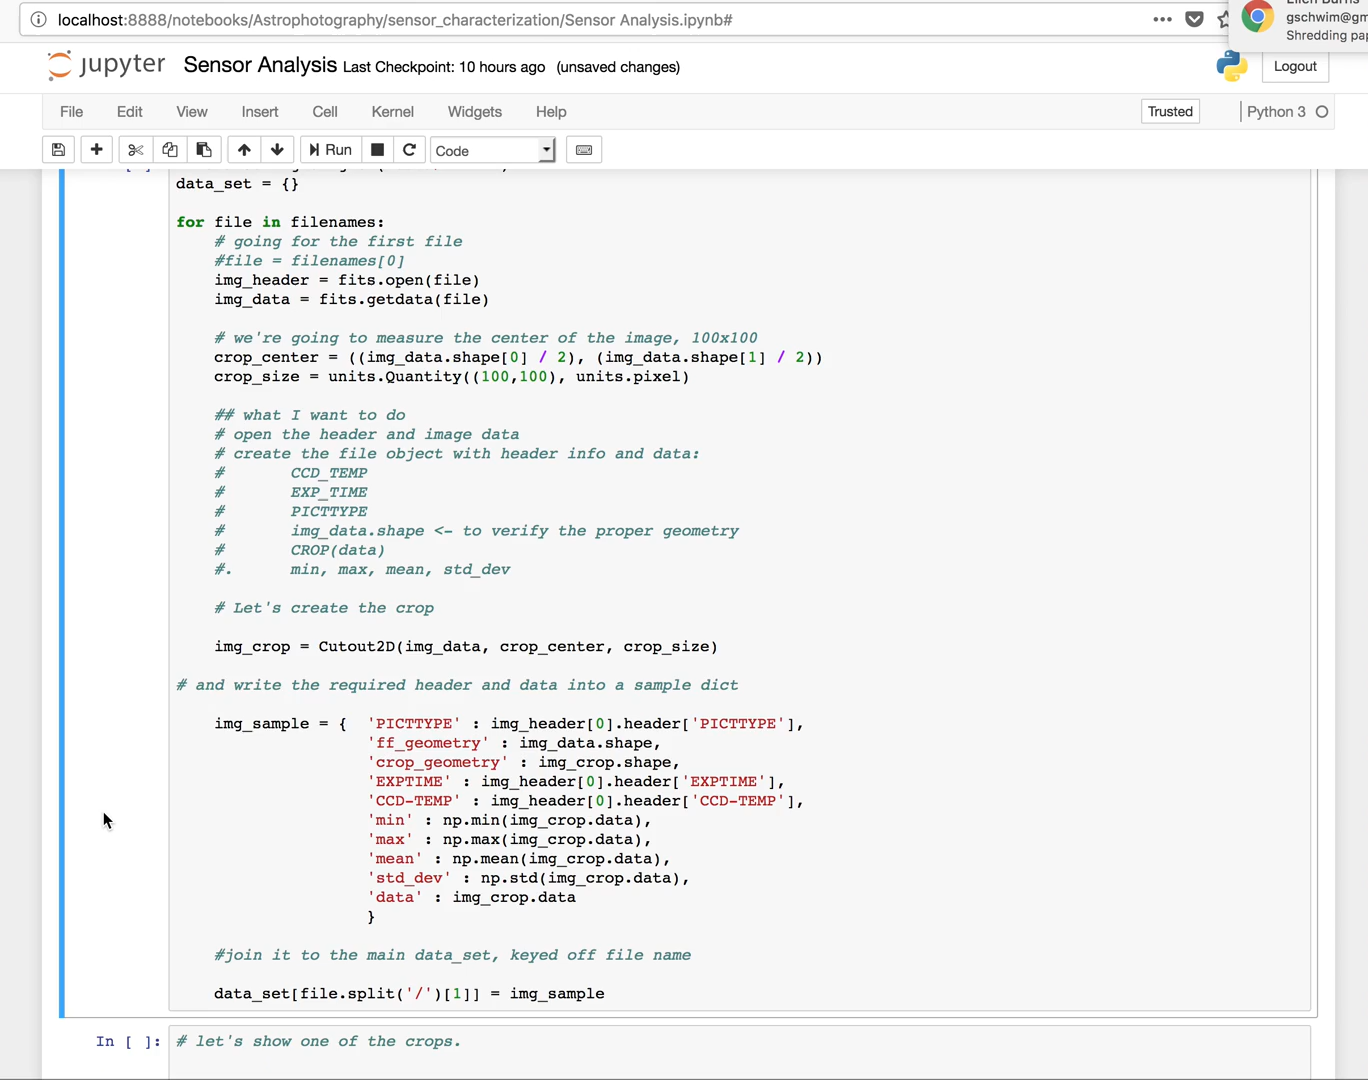 localhost:8888/notebooks/Astrophotography/sensor_characterization/Sensor Analysis.ipynb#
gschwim@gm
Shredding pap
jupyter Sensor Analysis Last Checkpoint: 10 hours ago (unsaved changes)
Logout
File Edit View Insert Cell Kernel Widgets Help
Trusted
Python 3
Run
Code
data_set = {}
for file in filenames:
# going for the first file
#file = filenames[0]
img_header = fits.open(file)
img_data = fits.getdata(file)
# we're going to measure the center of the image, 100x100
crop_center = ((img_data.shape[0] / 2), (img_data.shape[1] / 2))
crop_size = units.Quantity((100,100), units.pixel)
## what I want to do
# open the header and image data
# create the file object with header info and data:
# CCD_TEMP
# EXP_TIME
# PICTTYPE
# img_data.shape <- to verify the proper geometry
# CROP(data)
#. min, max, mean, std_dev
# Let's create the crop
img_crop = Cutout2D(img_data, crop_center, crop_size)
# and write the required header and data into a sample dict
img_sample = { 'PICTTYPE' : img_header[0].header['PICTTYPE'],
'ff_geometry' : img_data.shape,
'crop_geometry' : img_crop.shape,
'EXPTIME' : img_header[0].header['EXPTIME'],
'CCD-TEMP' : img_header[0].header['CCD-TEMP'],
'min' : np.min(img_crop.data),
'max' : np.max(img_crop.data),
'mean' : np.mean(img_crop.data),
'std_dev' : np.std(img_crop.data),
'data' : img_crop.data
}
#join it to the main data_set, keyed off file name
data_set[file.split('/')[1]] = img_sample
In [ ]: # let's show one of the crops.